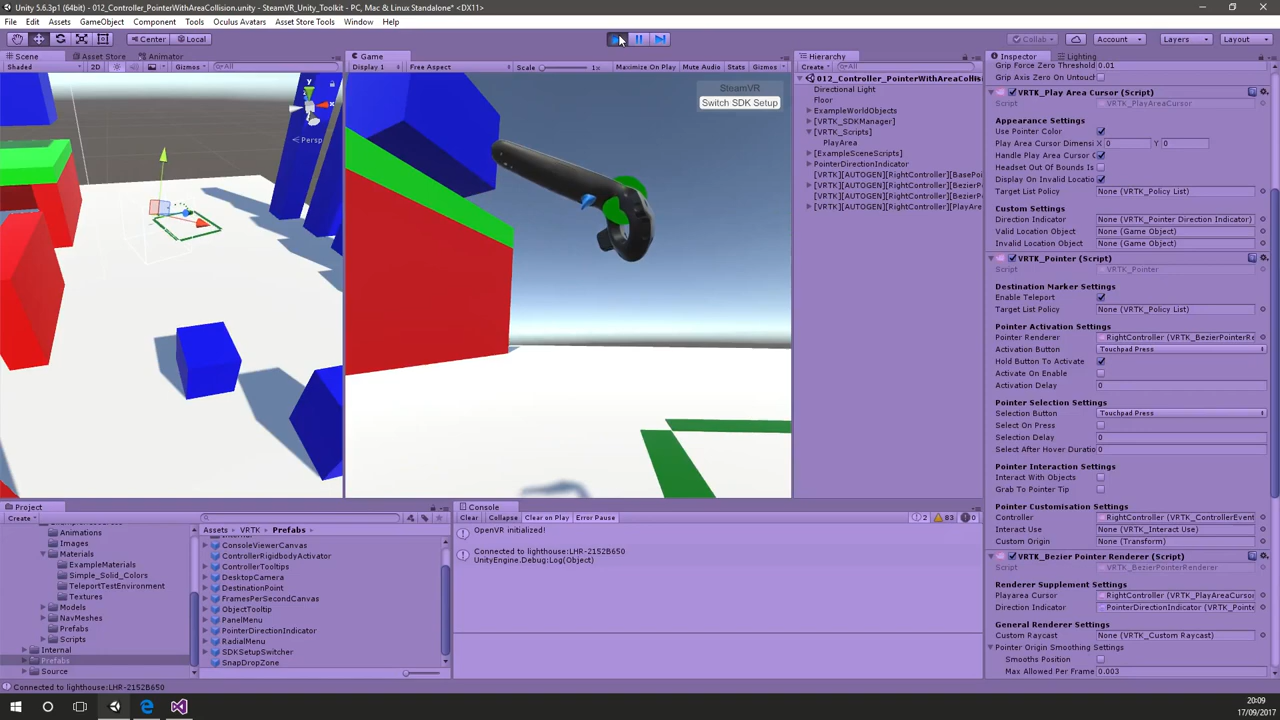 Unity 5.6.3p1 (64bit) - 012_Controller_PointerWithAreaCollision.unity - SteamVR_Unity_Toolkit - PC, Mac & Linux Standalone* <DX11>
File Edit Assets GameObject Component Tools Oculus Avatars Asset Store Tools Window Help
Center Local Collab Account Layers Layout
Scene Asset Store Animator
Shaded 2D Gizmos All
y
x
Persp
Game
Display 1 Free Aspect Scale Maximize On Play Mute Audio Stats Gizmos
SteamVR
Switch SDK Setup
Hierarchy
Create All
012_Controller_PointerWithAreaCollis
Directional Light
Floor
ExampleWorldObjects
[VRTK_SDKManager]
[VRTK_Scripts]
PlayArea
[ExampleSceneScripts]
PointerDirectionIndicator
[VRTK][AUTOGEN][RightController][BasePoi
[VRTK][AUTOGEN][RightController][BezierPo
[VRTK][AUTOGEN][RightController][BezierPo
[VRTK][AUTOGEN][RightController][PlayArea
Inspector Lighting
Grip Force Zero Threshold 0.01
Grip Axis Zero On Untouch
VRTK_Play Area Cursor (Script)
Script VRTK_PlayAreaCursor
Appearance Settings
Use Pointer Color
Play Area Cursor Dimensi X 0 Y 0
Handle Play Area Cursor C
Headset Out Of Bounds Is
Display On Invalid Locatio
Target List Policy None (VRTK_Policy List)
Custom Settings
Direction Indicator None (VRTK_Pointer Direction Indicator)
Valid Location Object None (Game Object)
Invalid Location Object None (Game Object)
VRTK_Pointer (Script)
Script VRTK_Pointer
Destination Marker Settings
Enable Teleport
Target List Policy None (VRTK_Policy List)
Pointer Activation Settings
Pointer Renderer RightController (VRTK_BezierPointerRe
Activation Button Touchpad Press
Hold Button To Activate
Activate On Enable
Activation Delay 0
Pointer Selection Settings
Selection Button Touchpad Press
Select On Press
Selection Delay 0
Select After Hover Duratio 0
Pointer Interaction Settings
Interact With Objects
Grab To Pointer Tip
Pointer Customisation Settings
Controller RightController (VRTK_ControllerEvent
Interact Use None (VRTK_Interact Use)
Custom Origin None (Transform)
VRTK_Bezier Pointer Renderer (Script)
Script VRTK_BezierPointerRenderer
Renderer Supplement Settings
Playarea Cursor RightController (VRTK_PlayAreaCursor
Direction Indicator PointerDirectionIndicator (VRTK_Pointe
General Renderer Settings
Custom Raycast None (VRTK_Custom Raycast)
Pointer Origin Smoothing Settings
Smooths Position
Max Allowed Per Frame 0.003
Project
Create
Animations
Images
Materials
ExampleMaterials
Simple_Solid_Colors
TeleportTestEnvironment
Textures
Models
NavMeshes
Prefabs
Scripts
Internal
Prefabs
Source
Assets VRTK Prefabs
ConsoleViewerCanvas
ControllerRigidbodyActivator
ControllerTooltips
DesktopCamera
DestinationPoint
FramesPerSecondCanvas
ObjectTooltip
PanelMenu
PointerDirectionIndicator
RadialMenu
SDKSetupSwitcher
SnapDropZone
Console
Clear Collapse Clear on Play Error Pause 2 83 0
OpenVR initialized!
Connected to lighthouse:LHR-2152B650
UnityEngine.Debug:Log(Object)
Connected to lighthouse:LHR-2152B650
20:09
17/09/2017